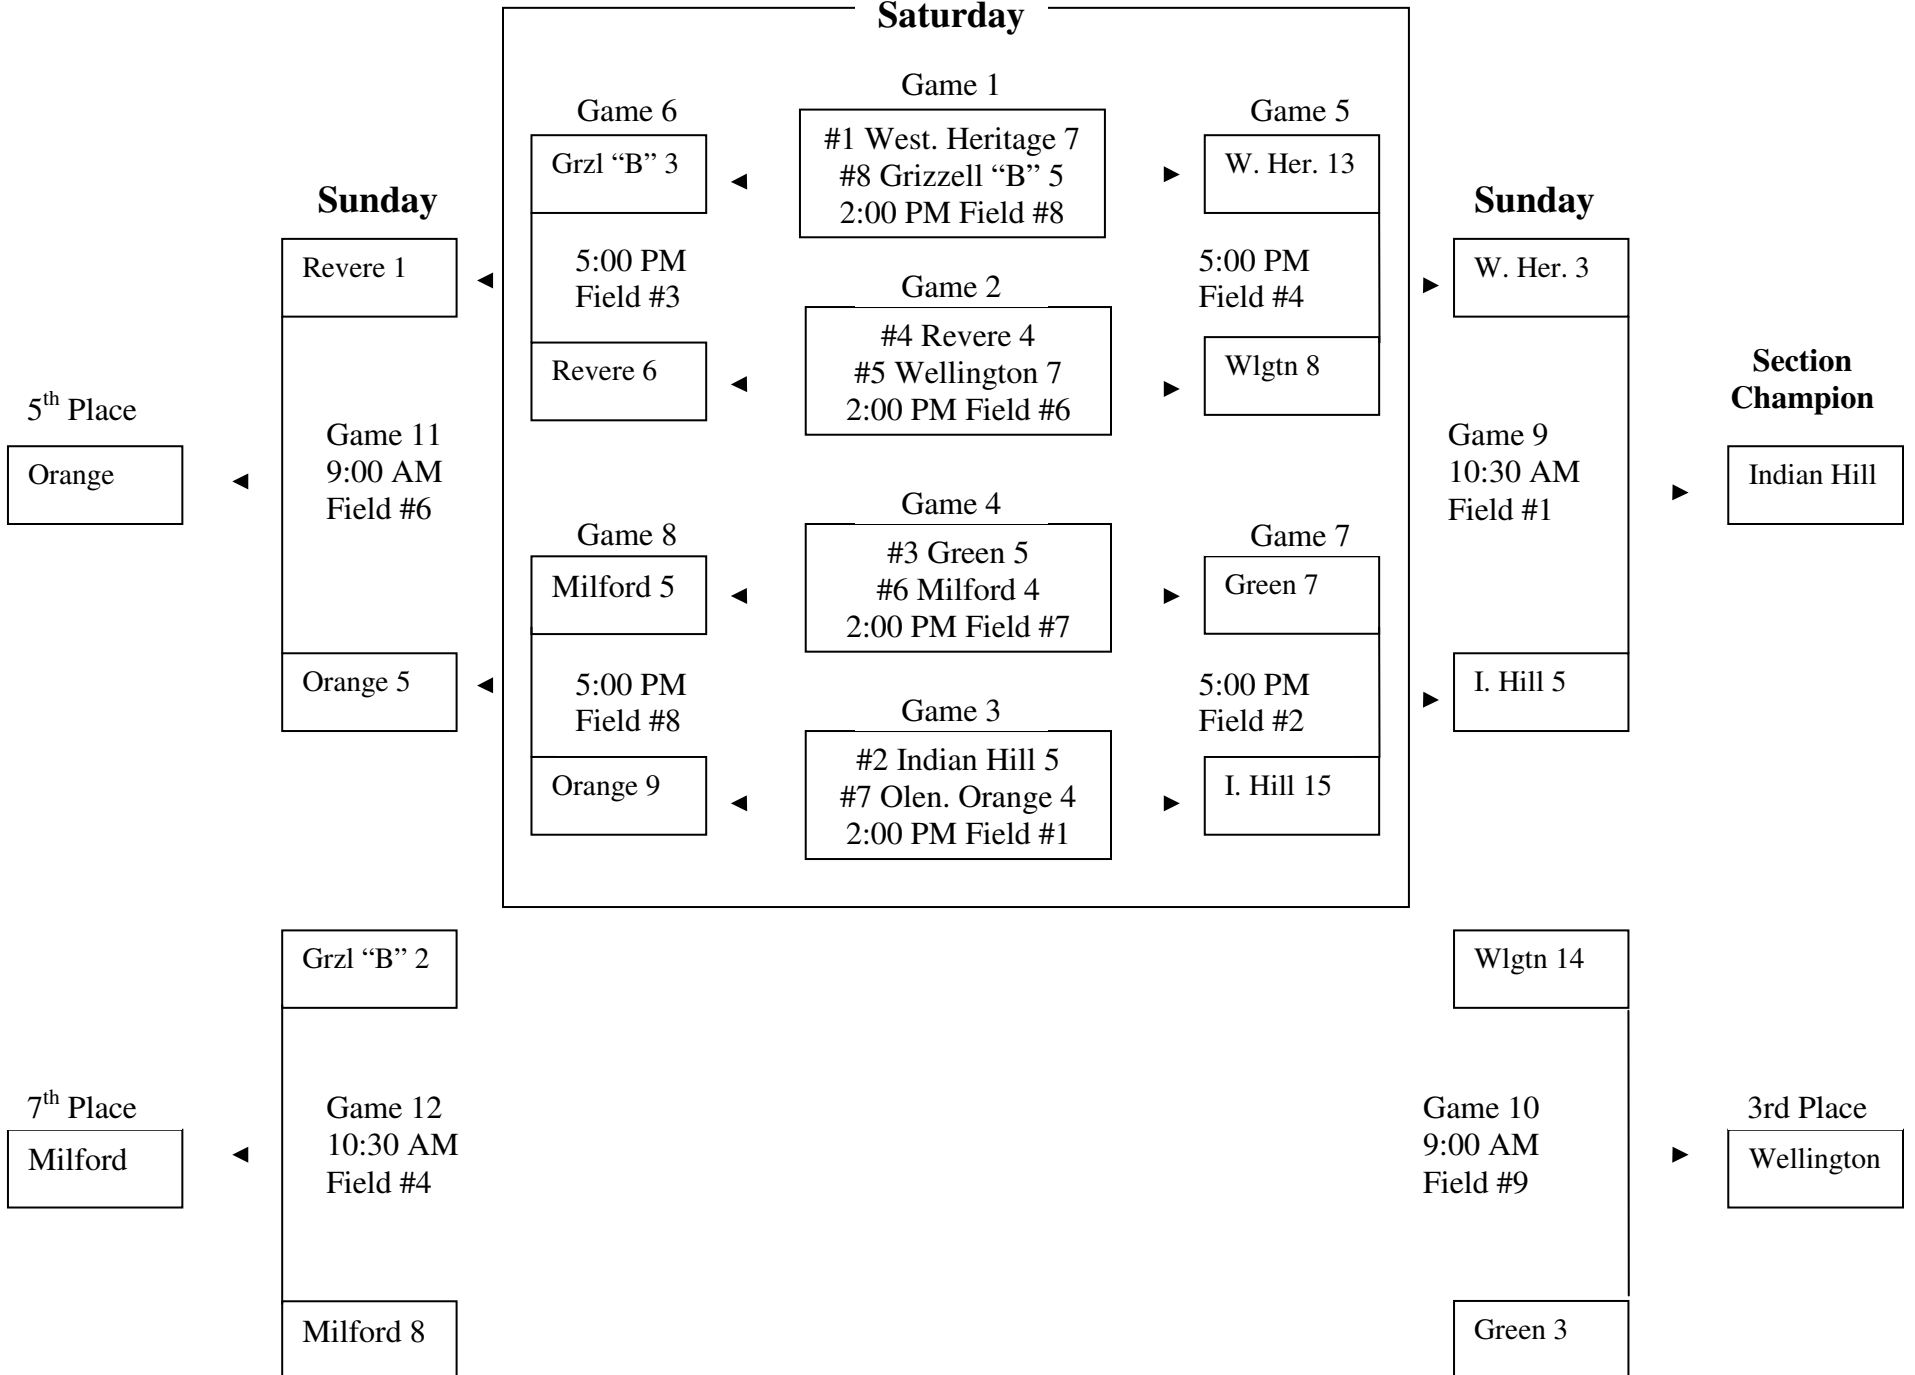 Saturday
Game 1
Game 6
Game 5
#1 West. Heritage 7
#8 Grizzell “B” 5
2:00 PM Field #8
Grzl “B” 3
W. Her. 13
Sunday
Sunday
Revere 1
5:00 PM
Field #3
5:00 PM
Field #4
W. Her. 3
Game 2
#4 Revere 4
#5 Wellington 7
2:00 PM Field #6
Revere 6
Wlgtn 8
Section
Champion
5th Place
Orange
Game 11
9:00 AM
Field #6
Game 9
10:30 AM
Field #1
Indian Hill
Game 4
Game 8
Game 7
#3 Green 5
#6 Milford 4
2:00 PM Field #7
Milford 5
Green 7
Orange 5
5:00 PM
Field #8
5:00 PM
Field #2
I. Hill 5
Game 3
#2 Indian Hill 5
#7 Olen. Orange 4
2:00 PM Field #1
Orange 9
I. Hill 15
Grzl “B” 2
Wlgtn 14
7th Place
Milford
Game 12
10:30 AM
Field #4
Game 10
9:00 AM
Field #9
3rd Place
Wellington
Milford 8
Green 3